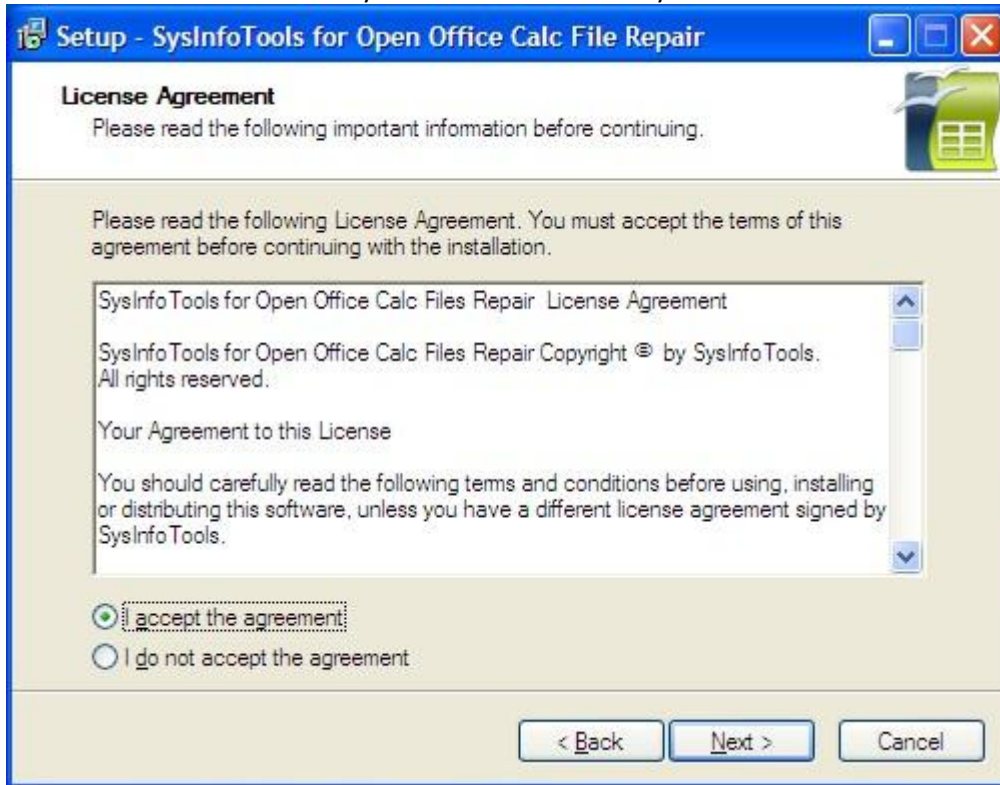 Setup - SysInfoTools for Open Office Calc File Repair
License Agreement
Please read the following important information before continuing.
Please read the following License Agreement. You must accept the terms of this
agreement before continuing with the installation.
SysInfoTools for Open Office Calc Files Repair License Agreement
SysInfoTools for Open Office Calc Files Repair Copyright ® by SysInfoTools.
All rights reserved.
Your Agreement to this License
You should carefully read the following terms and conditions before using, installing
or distributing this software, unless you have a different license agreement signed by
SysInfoTools.
I accept the agreement
I do not accept the agreement
< Back Next > Cancel